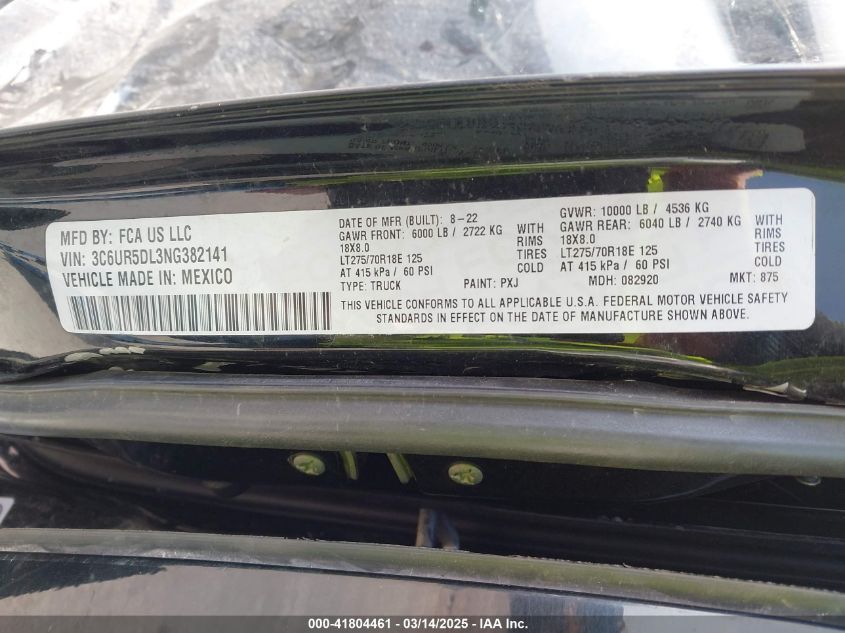 MFD BY: FCA US LLC
VIN: 3C6UR5DL3NG382141
VEHICLE MADE IN: MEXICO
DATE OF MFR (BUILT): 8-22
GAWR FRONT: 6000 LB / 2722 KG WITH
18X8.0 RIMS
LT275/70R18E 125 TIRES
AT 415 kPa / 60 PSI COLD
TYPE: TRUCK PAINT: PXJ
GVWR: 10000 LB / 4536 KG
GAWR REAR: 6040 LB / 2740 KG WITH
18X8.0 RIMS
LT275/70R18E 125 TIRES
AT 415 kPa / 60 PSI COLD
MDH: 082920 MKT: 875
THIS VEHICLE CONFORMS TO ALL APPLICABLE U.S.A. FEDERAL MOTOR VEHICLE SAFETY
STANDARDS IN EFFECT ON THE DATE OF MANUFACTURE SHOWN ABOVE.
000-41804461 - 03/14/2025 - IAA Inc.